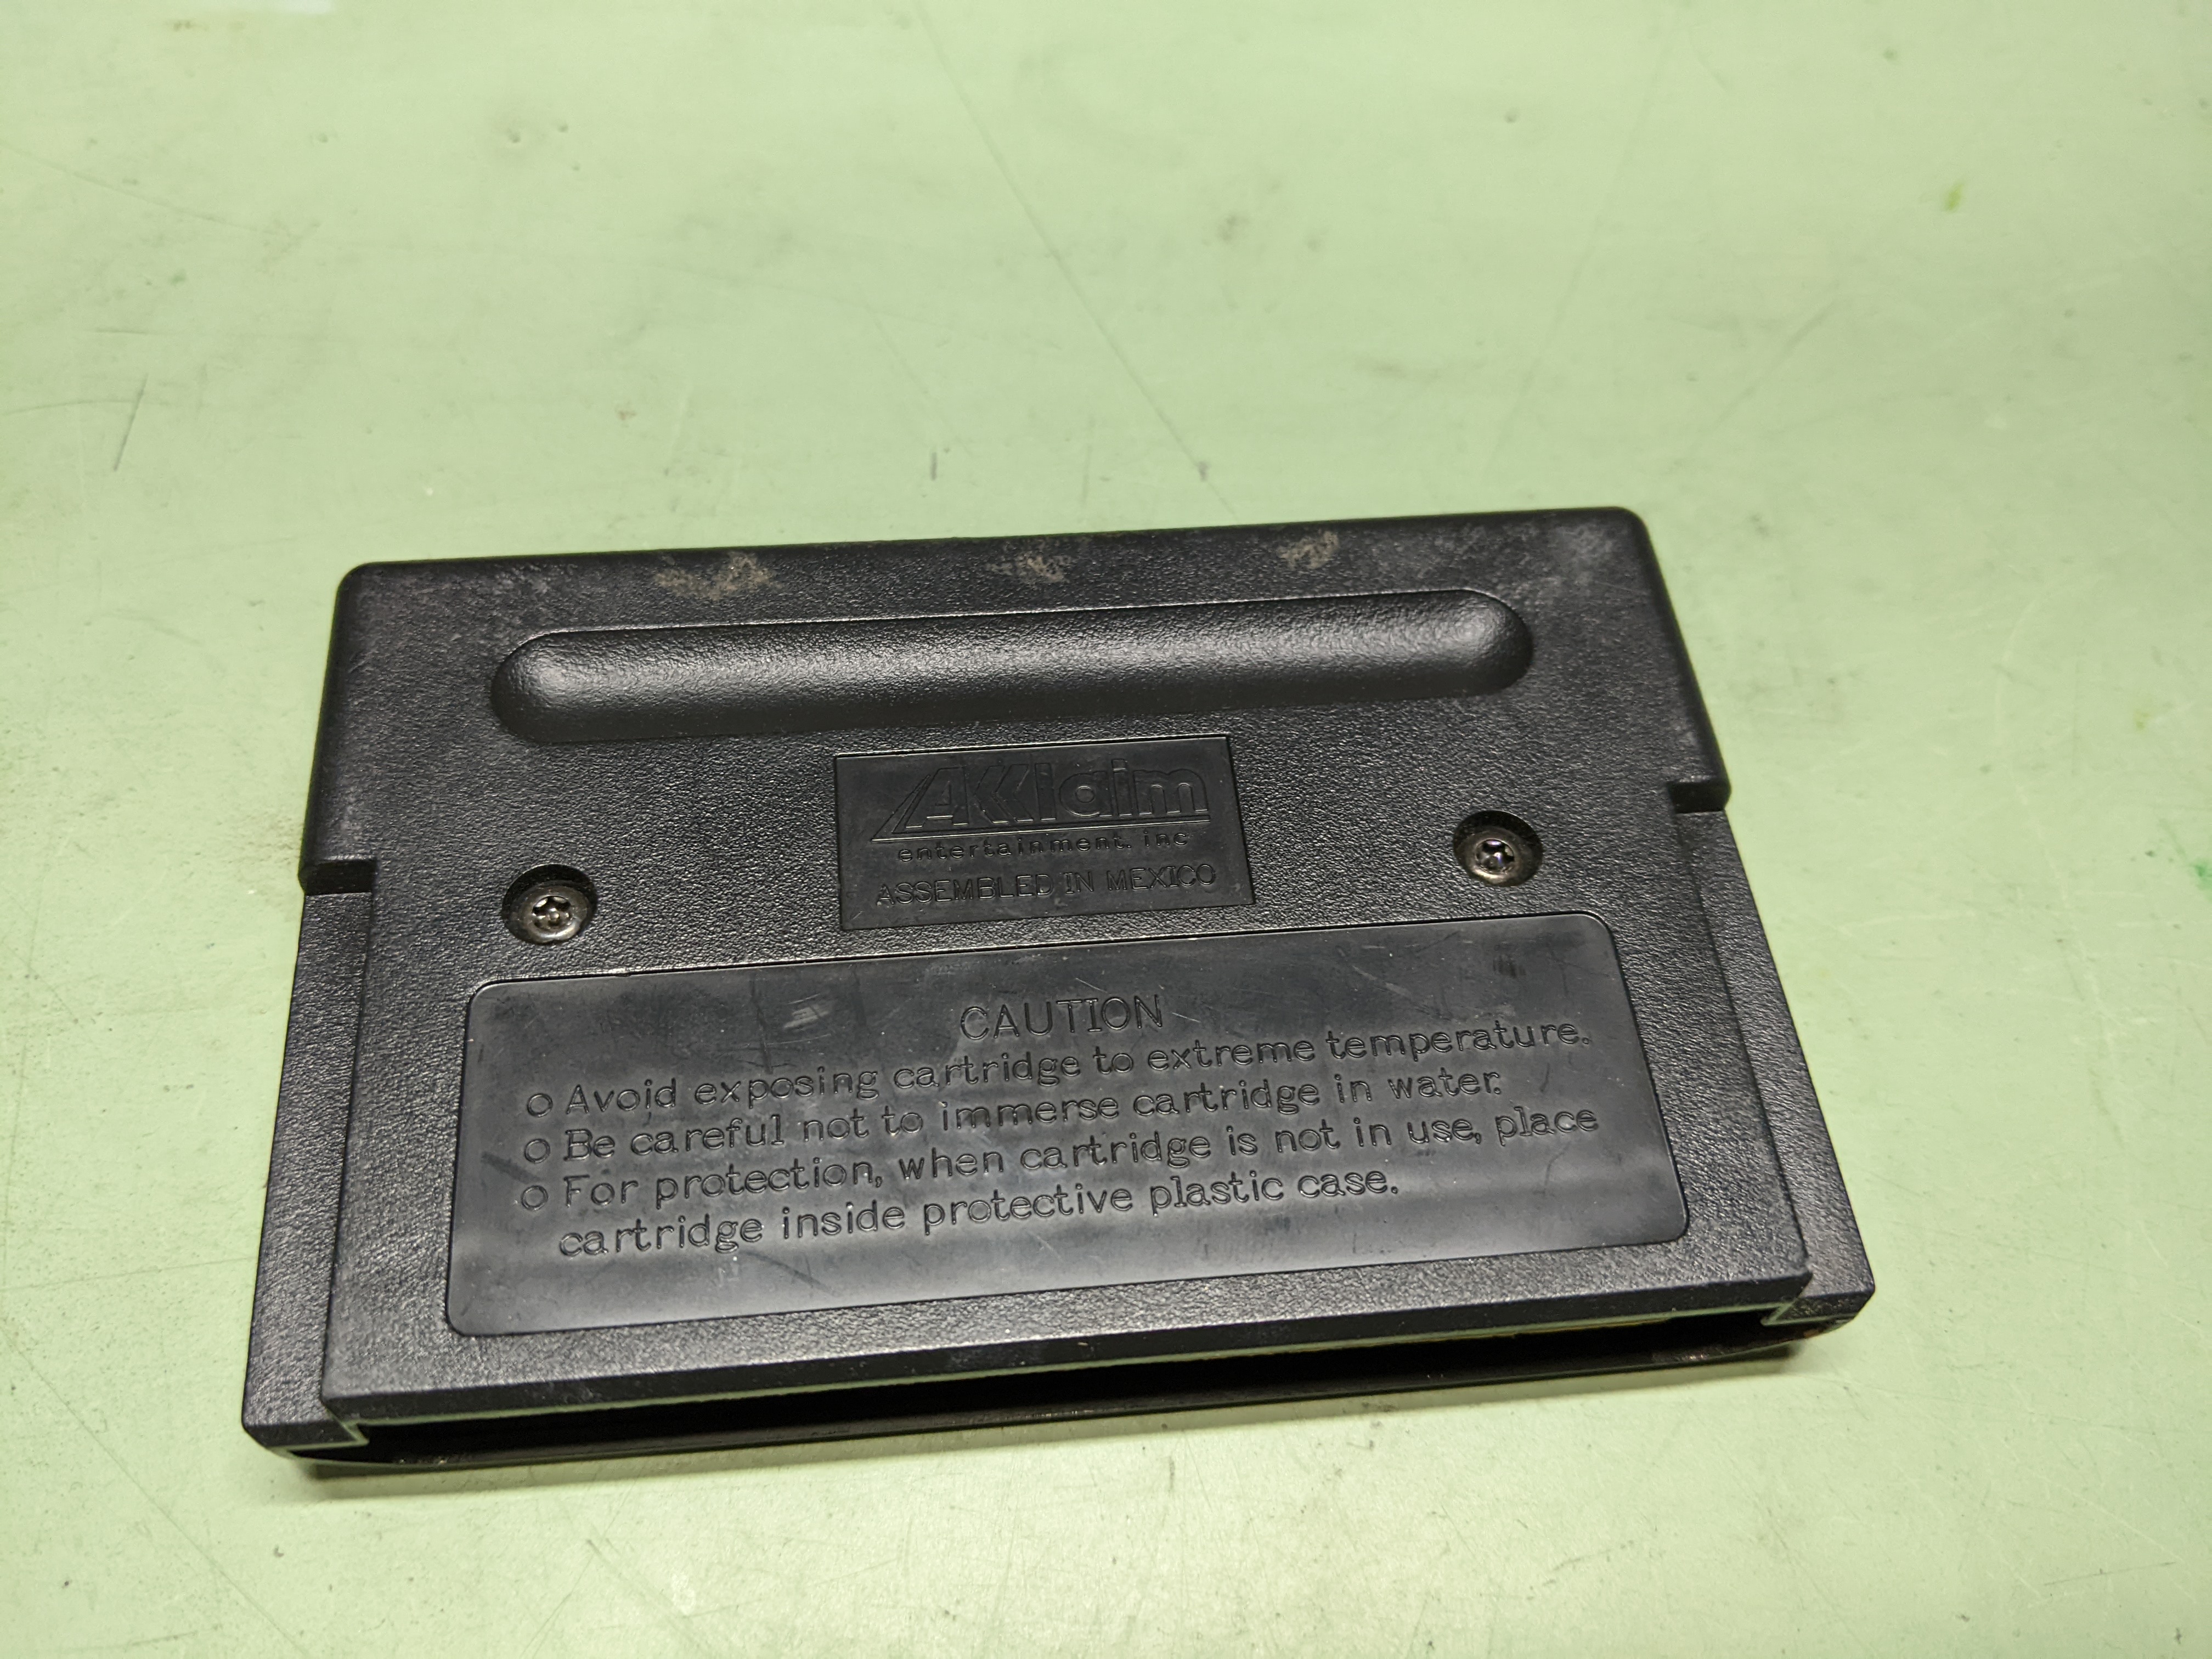 AKKlaim
entertainment. inc
ASSEMBLED IN MEXICO
CAUTION
o Avoid exposing cartridge to extreme temperature.
o Be careful not to immerse cartridge in water.
o For protection, when cartridge is not in use, place
cartridge inside protective plastic case.